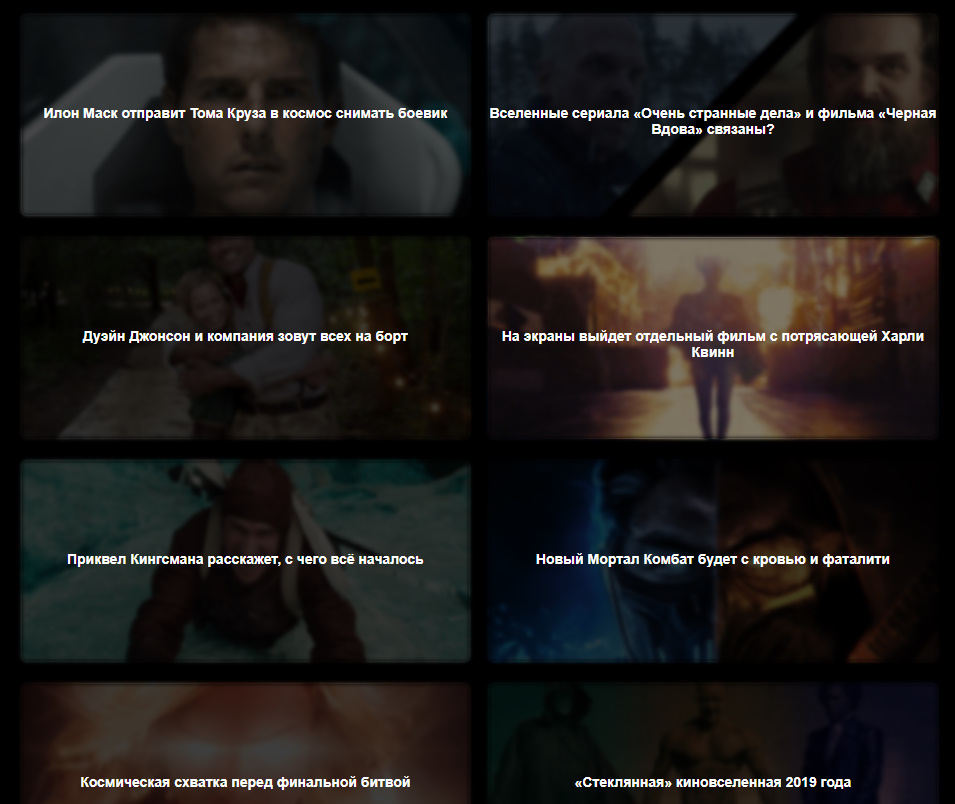 Илон Маск отправит Тома Круза в космос снимать боевик
Вселенные сериала «Очень странные дела» и фильма «Черная
Вдова» связаны?
Дуэйн Джонсон и компания зовут всех на борт
На экраны выйдет отдельный фильм с потрясающей Харли
Квинн
Приквел Кингсмана расскажет, с чего всё началось
Новый Мортал Комбат будет с кровью и фаталити
Космическая схватка перед финальной битвой
«Стеклянная» киновселенная 2019 года